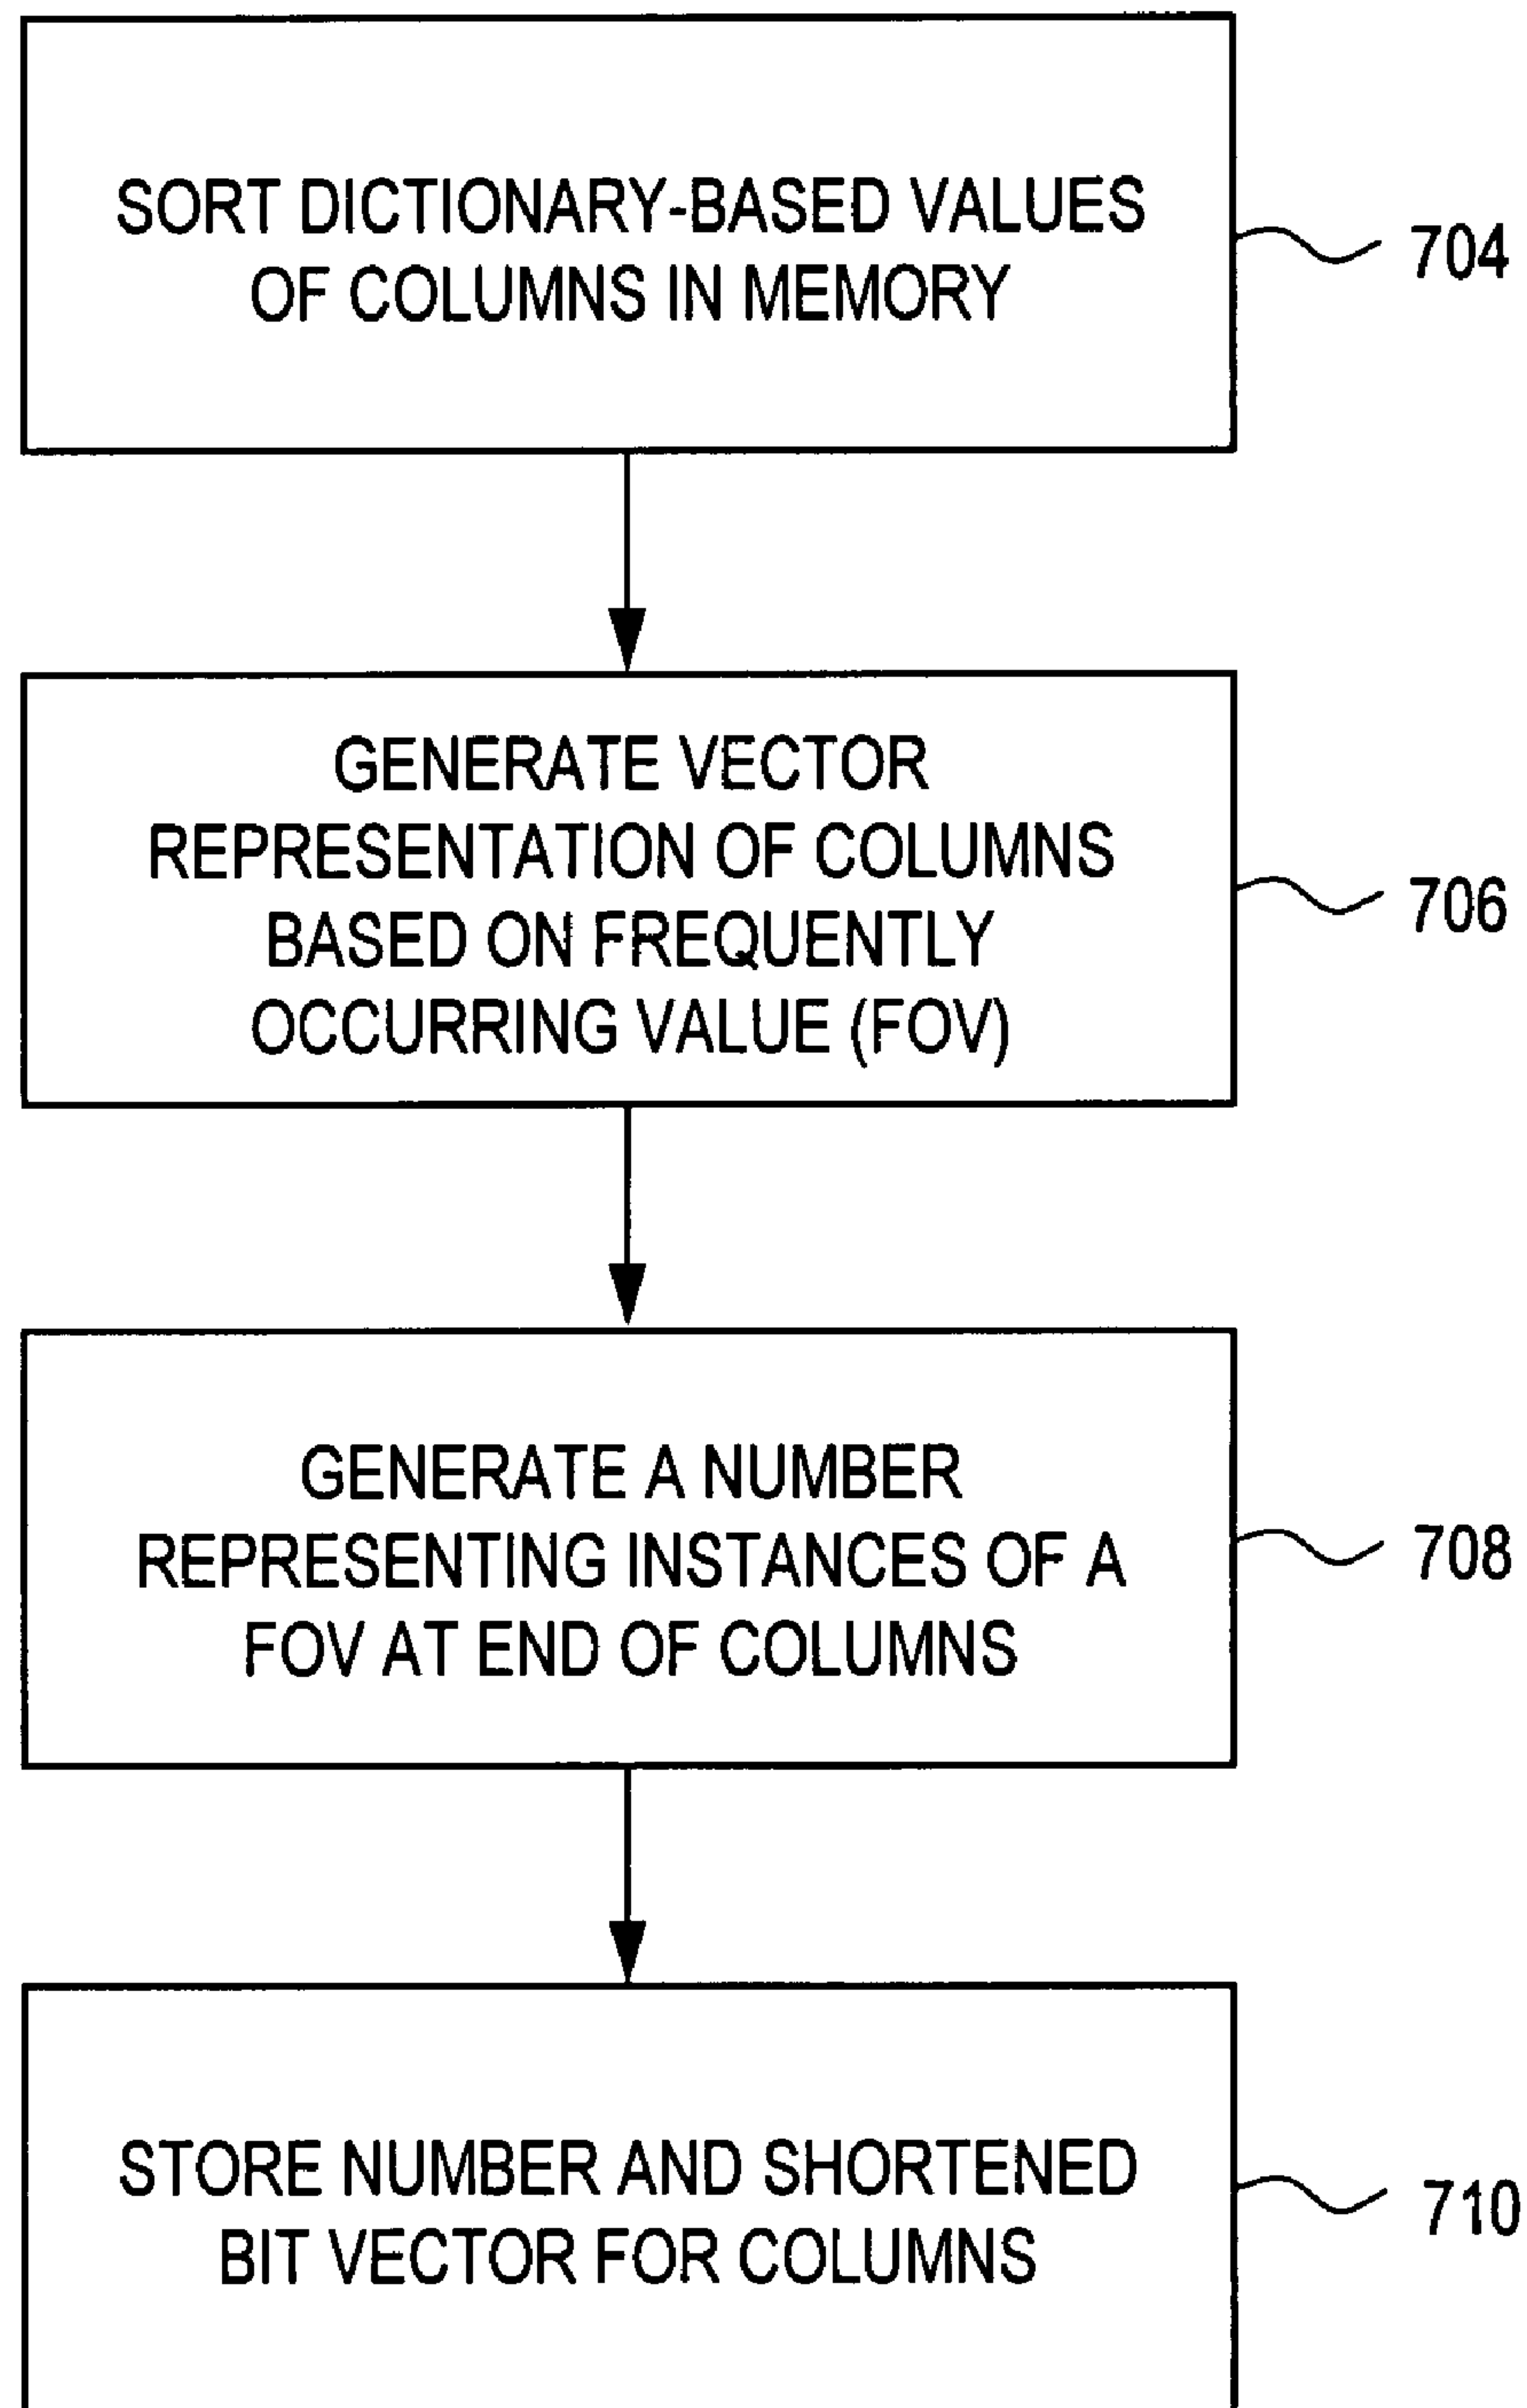 SORT DICTIONARY-BASED VALUES
OF COLUMNS IN MEMORY
704
GENERATE VECTOR
REPRESENTATION OF COLUMNS
BASED ON FREQUENTLY
OCCURRING VALUE (FOV)
706
GENERATE A NUMBER
REPRESENTING INSTANCES OF A
FOV AT END OF COLUMNS
708
STORE NUMBER AND SHORTENED
BIT VECTOR FOR COLUMNS
710